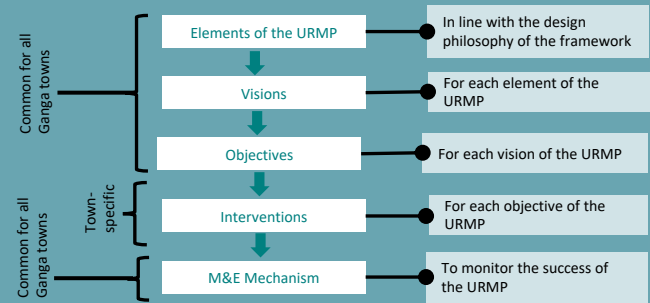 Common for all
Ganga towns
Elements of the URMP
In line with the design
philosophy of the framework
Visions
For each element of the
URMP
Objectives
For each vision of the URMP
Town-
specific
Interventions
For each objective of the
URMP
Common for all
Ganga towns
M&E Mechanism
To monitor the success of
the URMP